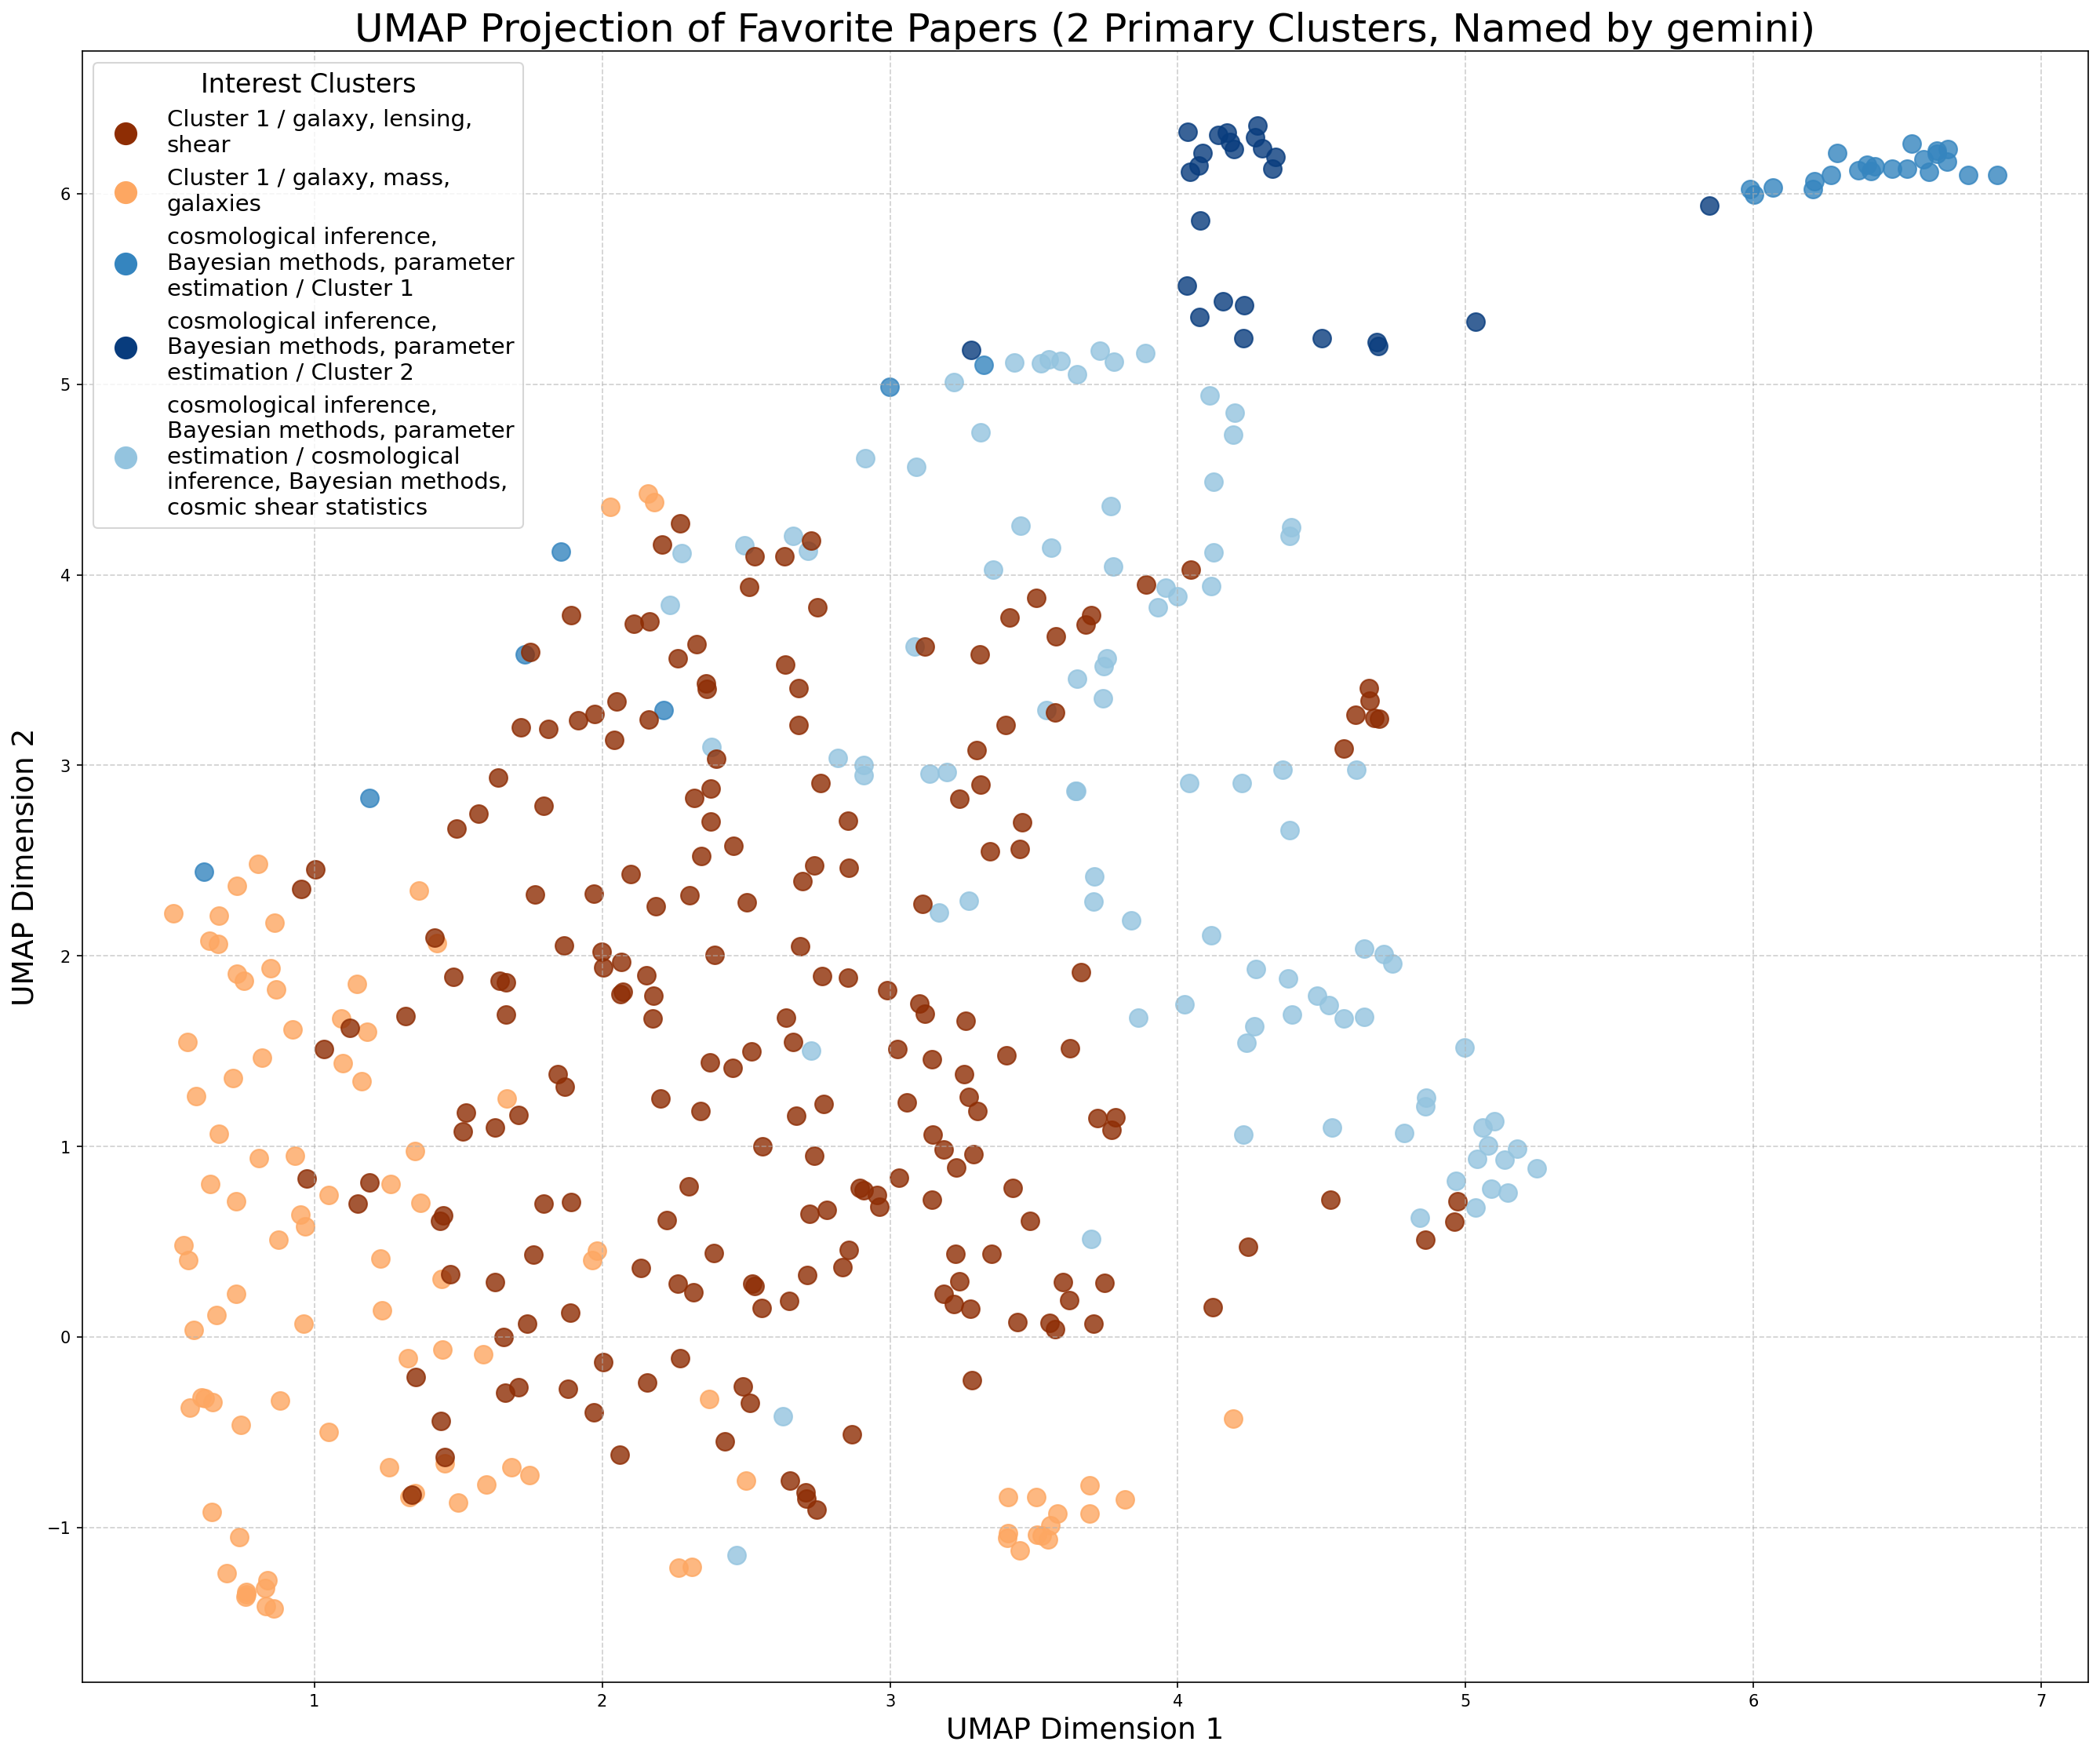 UMAP Projection of Favorite Papers (2 Primary Clusters, Named by gemini)
Interest Clusters
Cluster 1 / galaxy, lensing,
shear
Cluster 1 / galaxy, mass,
galaxies
cosmological inference,
Bayesian methods, parameter
estimation / Cluster 1
cosmological inference,
Bayesian methods, parameter
estimation / Cluster 2
cosmological inference,
Bayesian methods, parameter
estimation / cosmological
inference, Bayesian methods,
cosmic shear statistics
UMAP Dimension 2
6
5
4
3
2
1
0
−1
1 2 3 4 5 6 7
UMAP Dimension 1